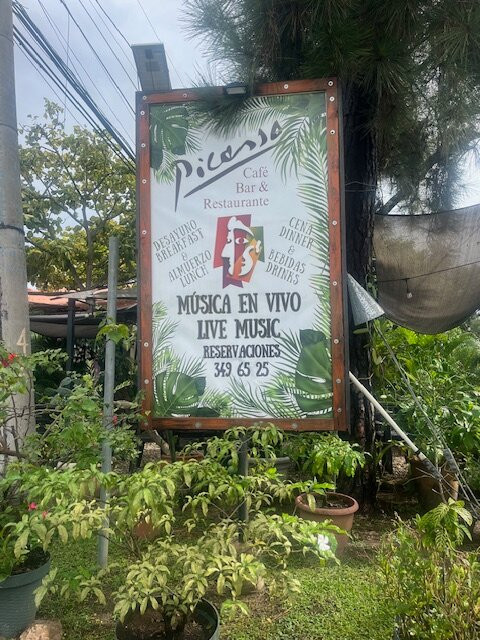 Picasso
Café
Bar &
Restaurante
DESAYUNO
BREAKFAST
&
ALMUERZO
LUNCH
CENA
DINNER
&
BEBIDAS
DRINKS
MÚSICA EN VIVO
LIVE MUSIC
RESERVACIONES
349 65 25
4